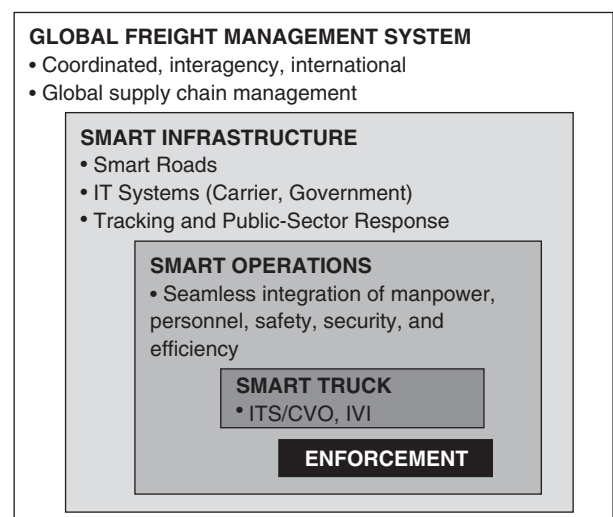 GLOBAL FREIGHT MANAGEMENT SYSTEM
• Coordinated, interagency, international
• Global supply chain management
SMART INFRASTRUCTURE
• Smart Roads
• IT Systems (Carrier, Government)
• Tracking and Public-Sector Response
SMART OPERATIONS
• Seamless integration of manpower,
personnel, safety, security, and
efficiency
SMART TRUCK
• ITS/CVO, IVI
ENFORCEMENT